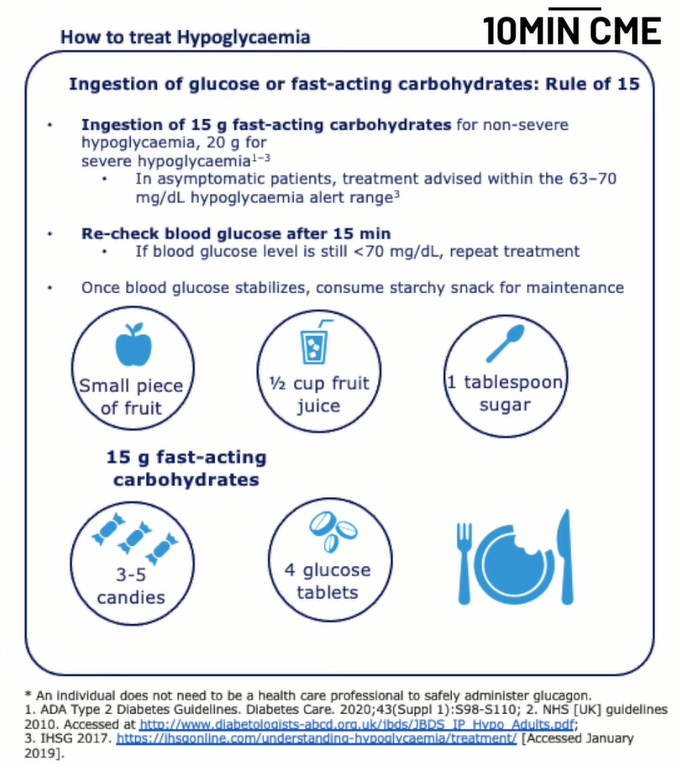 How to treat Hypoglycaemia
10MIN CME
Ingestion of glucose or fast-acting carbohydrates: Rule of 15
• Ingestion of 15 g fast-acting carbohydrates for non-severe
hypoglycaemia, 20 g for
severe hypoglycaemia¹⁻³
• In asymptomatic patients, treatment advised within the 63–70
mg/dL hypoglycaemia alert range³
• Re-check blood glucose after 15 min
• If blood glucose level is still <70 mg/dL, repeat treatment
• Once blood glucose stabilizes, consume starchy snack for maintenance
Small piece
of fruit
½ cup fruit
juice
1 tablespoon
sugar
15 g fast-acting
carbohydrates
3-5
candies
4 glucose
tablets
* An individual does not need to be a health care professional to safely administer glucagon.
1. ADA Type 2 Diabetes Guidelines. Diabetes Care. 2020;43(Suppl 1):S98-S110; 2. NHS [UK] guidelines
2010. Accessed at http://www.diabetologists-abcd.org.uk/jbds/JBDS_IP_Hypo_Adults.pdf;
3. IHSG 2017. https://ihsgonline.com/understanding-hypoglycaemia/treatment/ [Accessed January
2019].